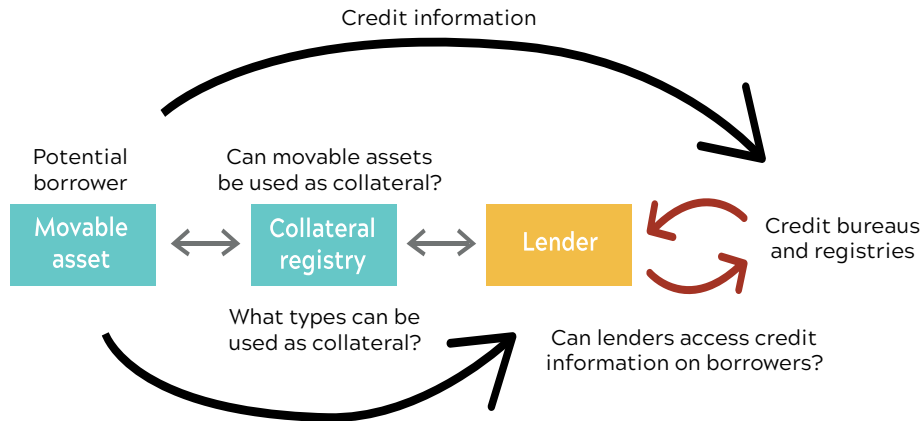 Credit information
Potential
borrower
Can movable assets
be used as collateral?
Movable
asset
Collateral
registry
Lender
Credit bureaus
and registries
What types can be
used as collateral?
Can lenders access credit
information on borrowers?